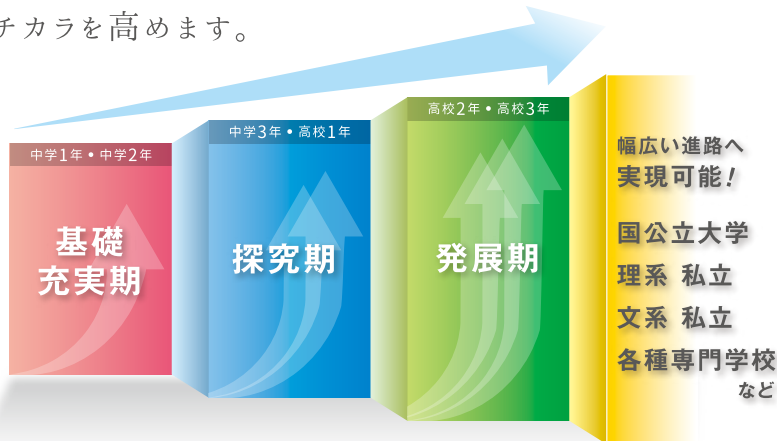 チカラを高めます。
中学1年・中学2年
基礎
充実期
中学3年・高校1年
探究期
高校2年・高校3年
発展期
幅広い進路へ
実現可能！
国公立大学
理系 私立
文系 私立
各種専門学校
など